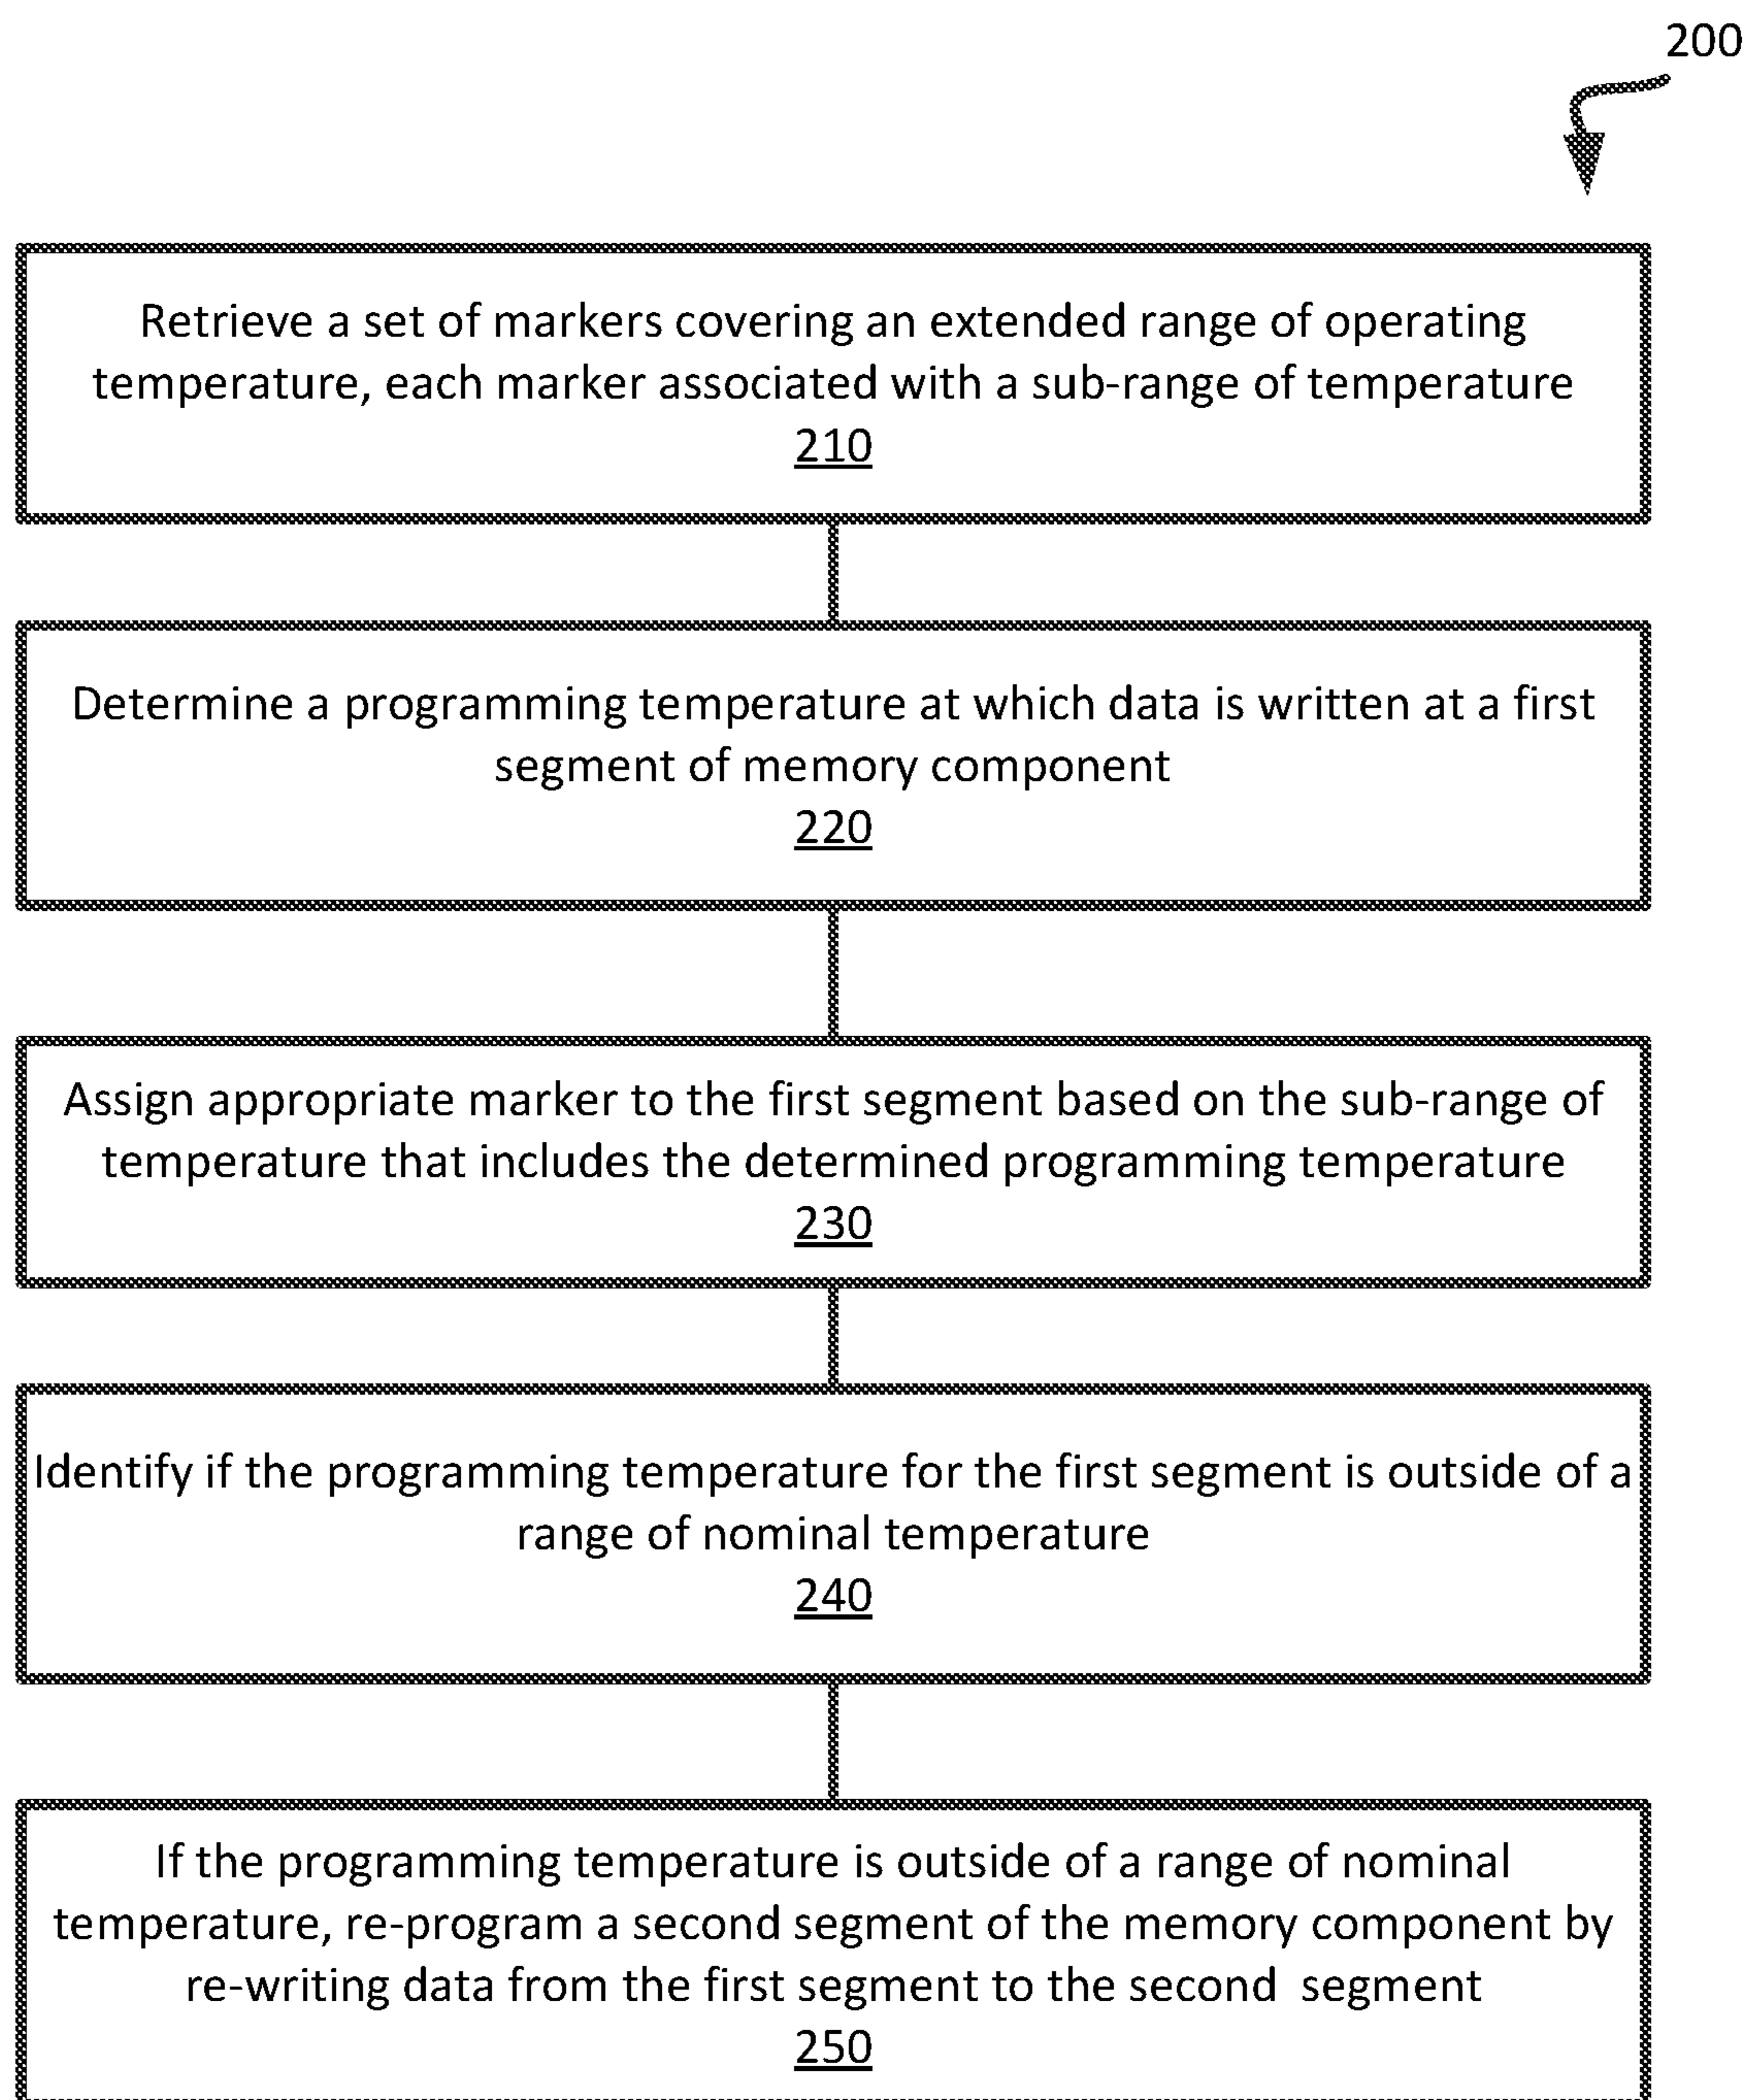 200
Retrieve a set of markers covering an extended range of operating
temperature, each marker associated with a sub-range of temperature
210
Determine a programming temperature at which data is written at a first
segment of memory component
220
Assign appropriate marker to the first segment based on the sub-range of
temperature that includes the determined programming temperature
230
Identify if the programming temperature for the first segment is outside of a
range of nominal temperature
240
If the programming temperature is outside of a range of nominal
temperature, re-program a second segment of the memory component by
re-writing data from the first segment to the second  segment
250